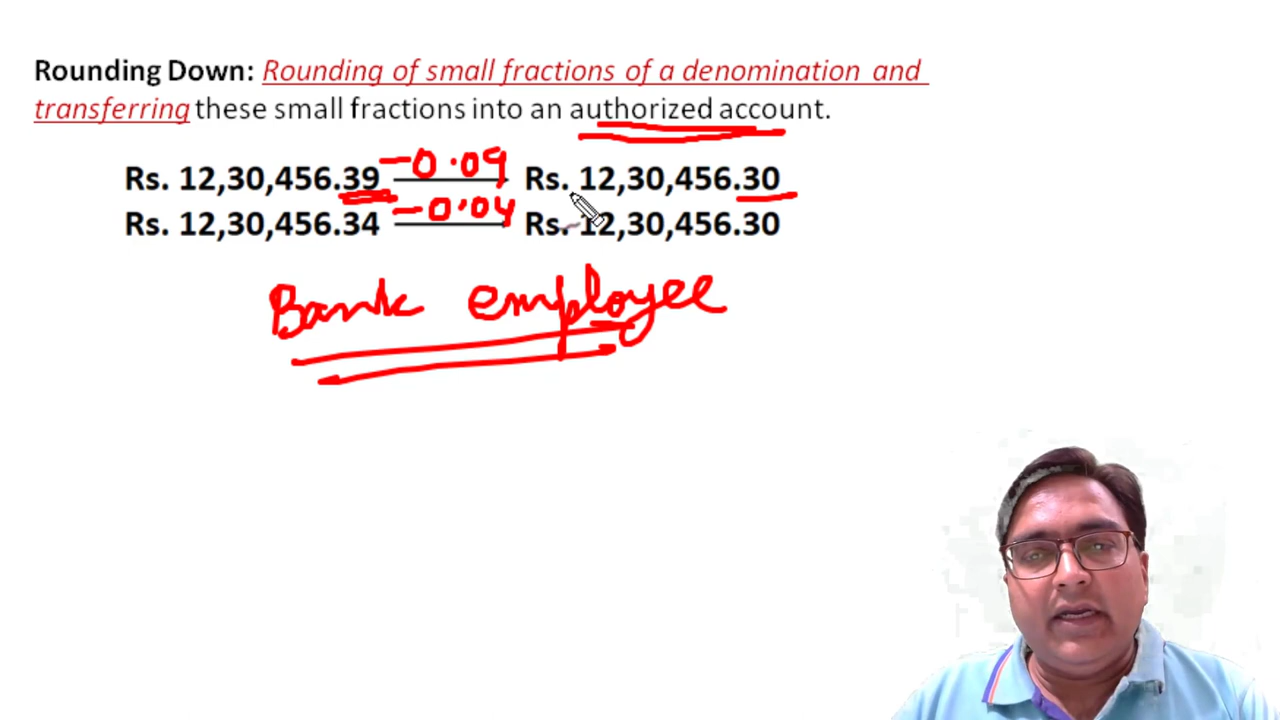 Rounding Down: Rounding of small fractions of a denomination and
transferring these small fractions into an authorized account.
Rs. 12,30,456.39 -0.09 Rs. 12,30,456.30
Rs. 12,30,456.34 -0.04 Rs. 12,30,456.30
Bank employee